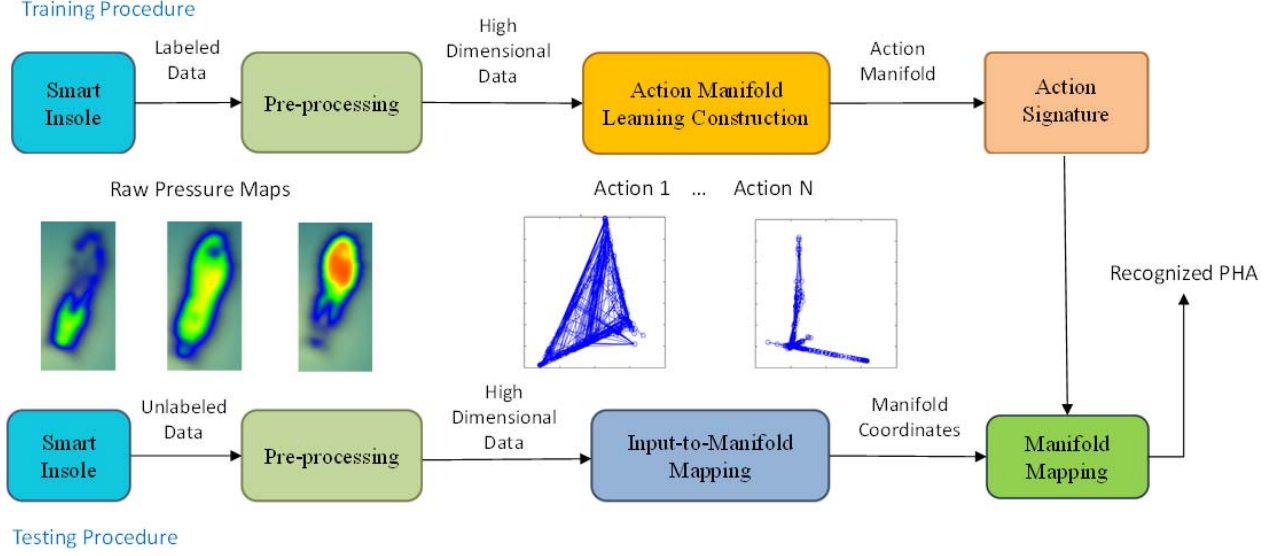 Training Procedure
Labeled
Data
High
Dimensional
Data
Action
Manifold
Smart
Insole
Pre-processing
Action Manifold
Learning Construction
Action
Signature
Raw Pressure Maps
Action 1 ... Action N
Recognized PHA
Unlabeled
Data
High
Dimensional
Data
Manifold
Coordinates
Smart
Insole
Pre-processing
Input-to-Manifold
Mapping
Manifold
Mapping
Testing Procedure